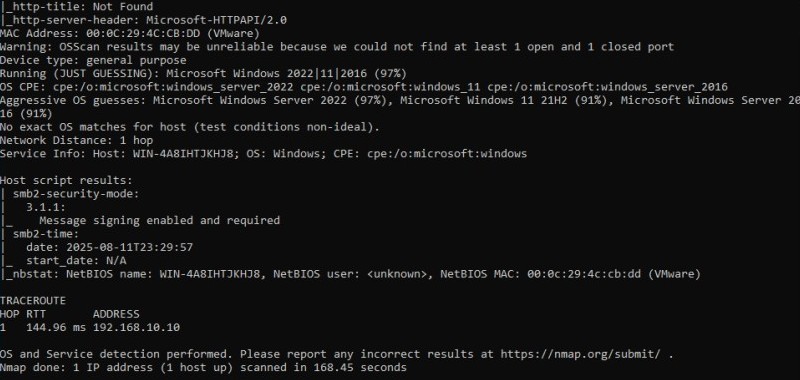 |_http-title: Not Found
|_http-server-header: Microsoft-HTTPAPI/2.0
MAC Address: 00:0C:29:4C:CB:DD (VMware)
Warning: OSScan results may be unreliable because we could not find at least 1 open and 1 closed port
Device type: general purpose
Running (JUST GUESSING): Microsoft Windows 2022|11|2016 (97%)
OS CPE: cpe:/o:microsoft:windows_server_2022 cpe:/o:microsoft:windows_11 cpe:/o:microsoft:windows_server_2016
Aggressive OS guesses: Microsoft Windows Server 2022 (97%), Microsoft Windows 11 21H2 (91%), Microsoft Windows Server 20
16 (91%)
No exact OS matches for host (test conditions non-ideal).
Network Distance: 1 hop
Service Info: Host: WIN-4A8IHTJKHJ8; OS: Windows; CPE: cpe:/o:microsoft:windows

Host script results:
| smb2-security-mode:
|   3.1.1:
|_    Message signing enabled and required
| smb2-time:
|   date: 2025-08-11T23:29:57
|_  start_date: N/A
|_nbstat: NetBIOS name: WIN-4A8IHTJKHJ8, NetBIOS user: <unknown>, NetBIOS MAC: 00:0c:29:4c:cb:dd (VMware)

TRACEROUTE
HOP RTT       ADDRESS
1   144.96 ms 192.168.10.10

OS and Service detection performed. Please report any incorrect results at https://nmap.org/submit/ .
Nmap done: 1 IP address (1 host up) scanned in 168.45 seconds